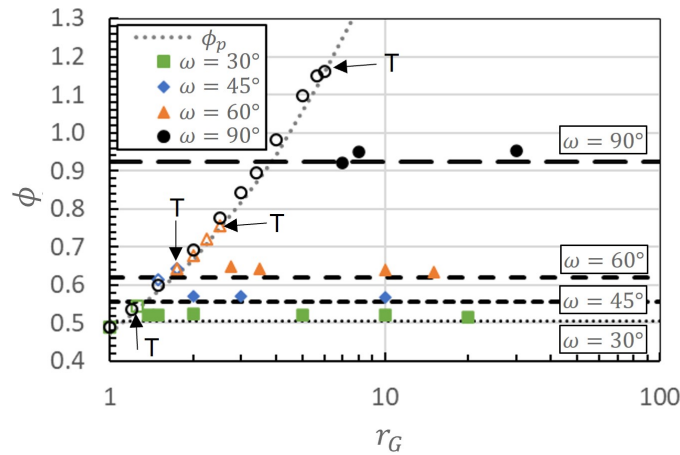 1.3
1.2
1.1
1.0
0.9
0.8
0.7
0.6
0.5
0.4
ϕ
ϕₚ
ω = 30°
ω = 45°
ω = 60°
ω = 90°
T
T
T
T
ω = 90°
ω = 60°
ω = 45°
ω = 30°
1
10
100
r_G